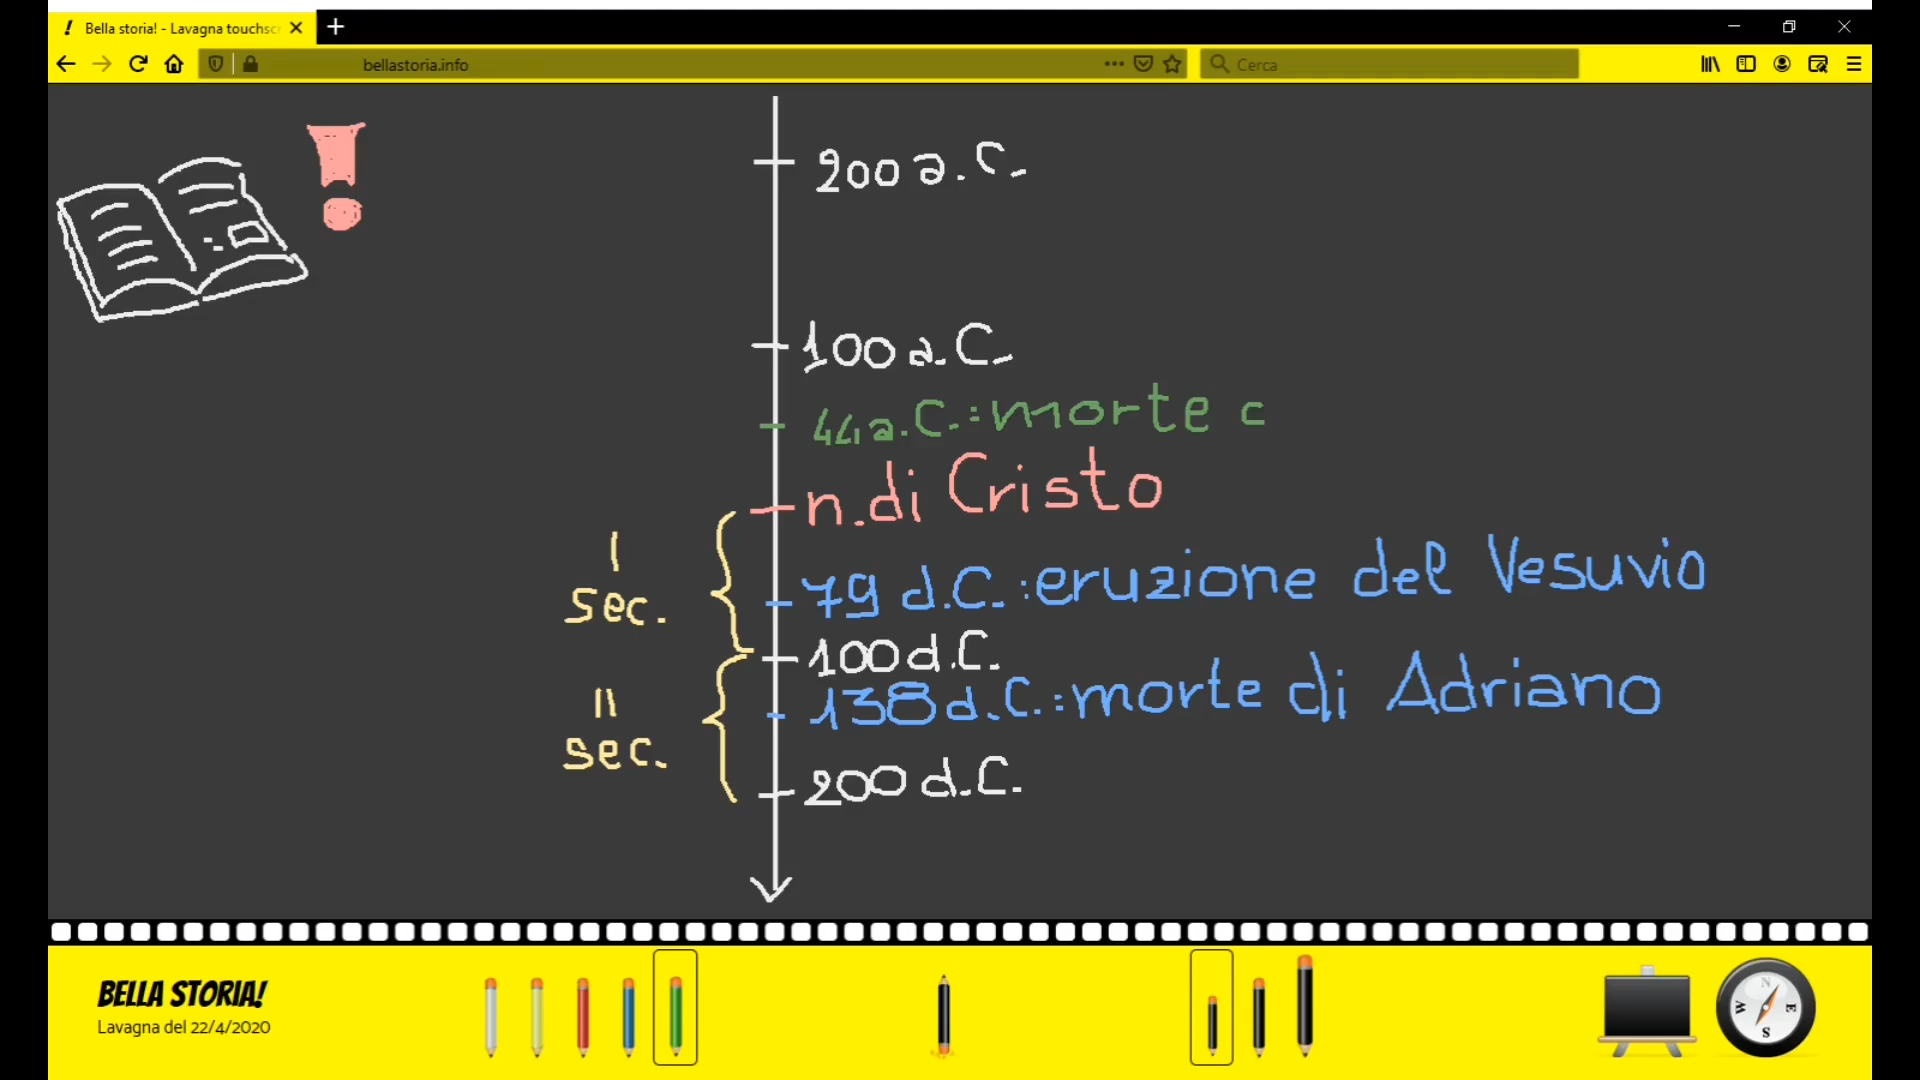 Bella storia! - Lavagna touchsc
bellastoria.info
Cerca
200 a.C.
100 a.C.
44 a.C.: morte c
n. di Cristo
I
sec.
79 d.C.: eruzione del Vesuvio
100 d.C.
138 d.C.: morte di Adriano
II
sec.
200 d.C.
BELLA STORIA!
Lavagna del 22/4/2020
N
W
E
S